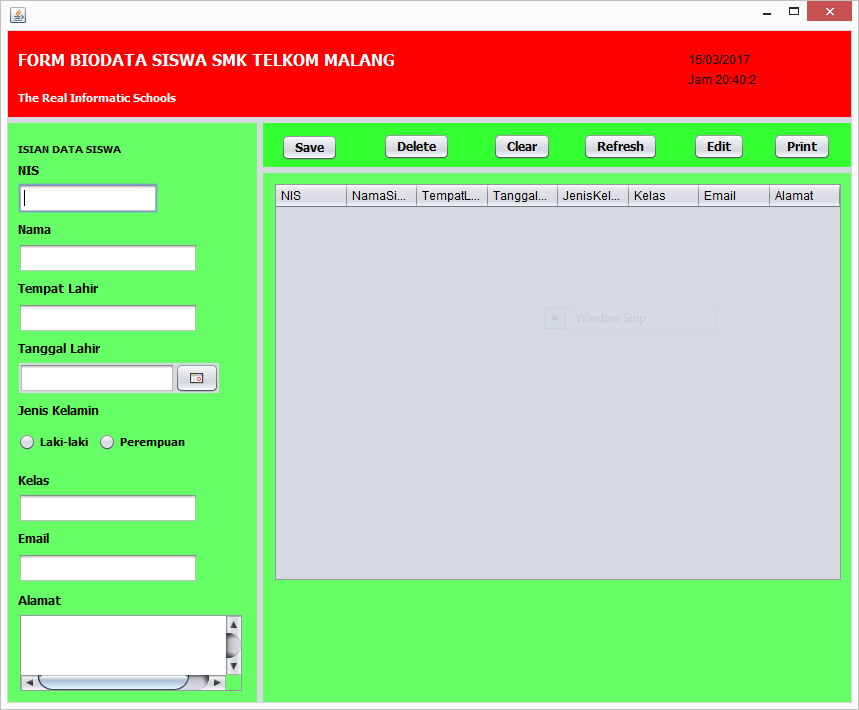 FORM BIODATA SISWA SMK TELKOM MALANG
15/03/2017
Jam 20:40:2
The Real Informatic Schools
ISIAN DATA SISWA
NIS
Nama
Tempat Lahir
Tanggal Lahir
Jenis Kelamin
Laki-laki Perempuan
Kelas
Email
Alamat
Save Delete Clear Refresh Edit Print
NIS NamaSi... TempatL... Tanggal... JenisKel... Kelas Email Alamat
Window Snip